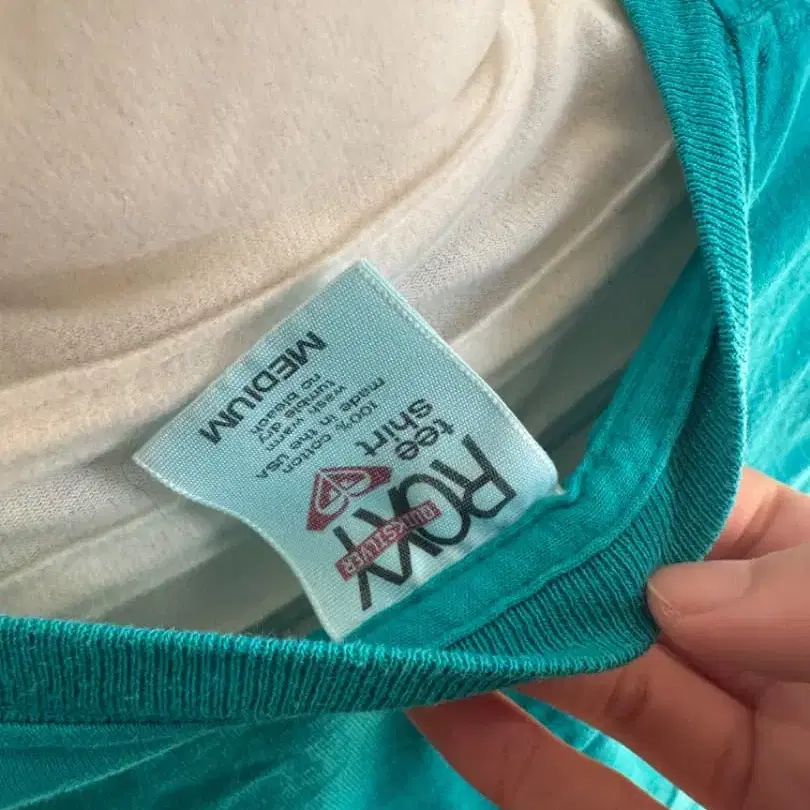 ROXY
QUIKSILVER
tee
shirt
100% cotton
made in the USA
wash warm
tumble dry
no bleach
MEDIUM